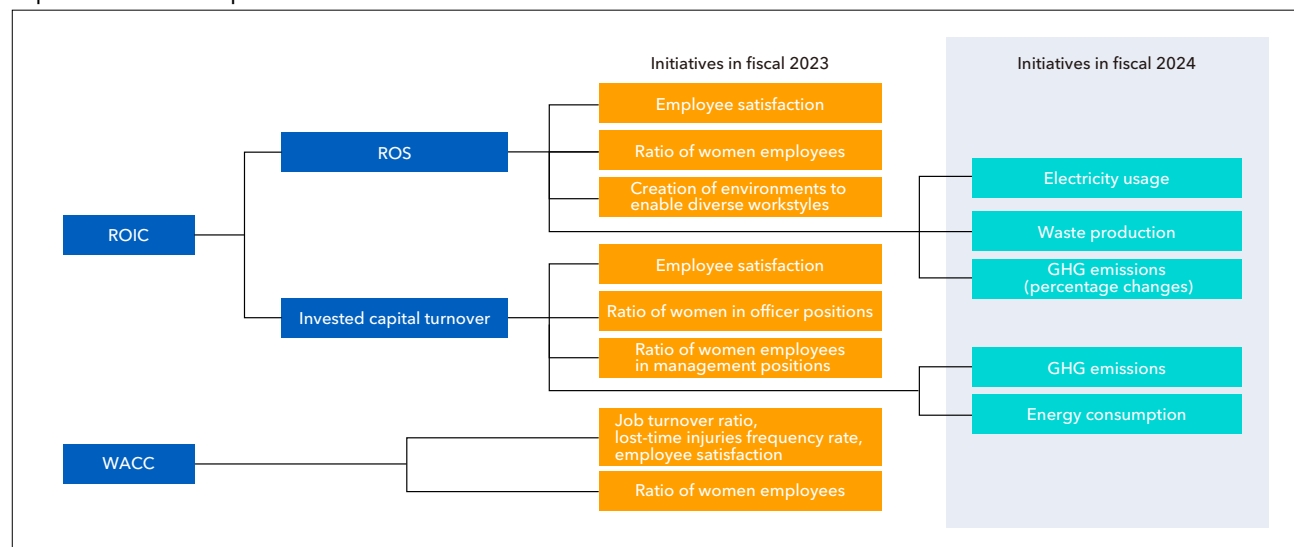 Initiatives in fiscal 2023
Initiatives in fiscal 2024
Employee satisfaction
ROS
Ratio of women employees
Creation of environments to
enable diverse workstyles
Electricity usage
Waste production
GHG emissions
(percentage changes)
ROIC
Employee satisfaction
Invested capital turnover
Ratio of women in officer positions
Ratio of women employees
in management positions
GHG emissions
Energy consumption
WACC
Job turnover ratio,
lost-time injuries frequency rate,
employee satisfaction
Ratio of women employees